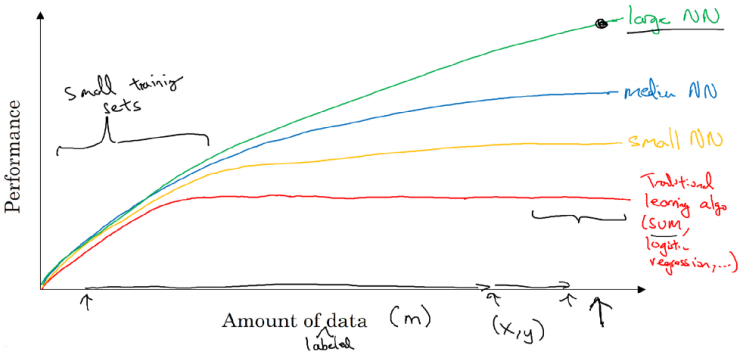 large NN
small training
sets
medium NN
small NN
Performance
Traditional
learning algo
(SVM,
logistic
regression,...)
Amount of data (m)
labeled
(x,y)